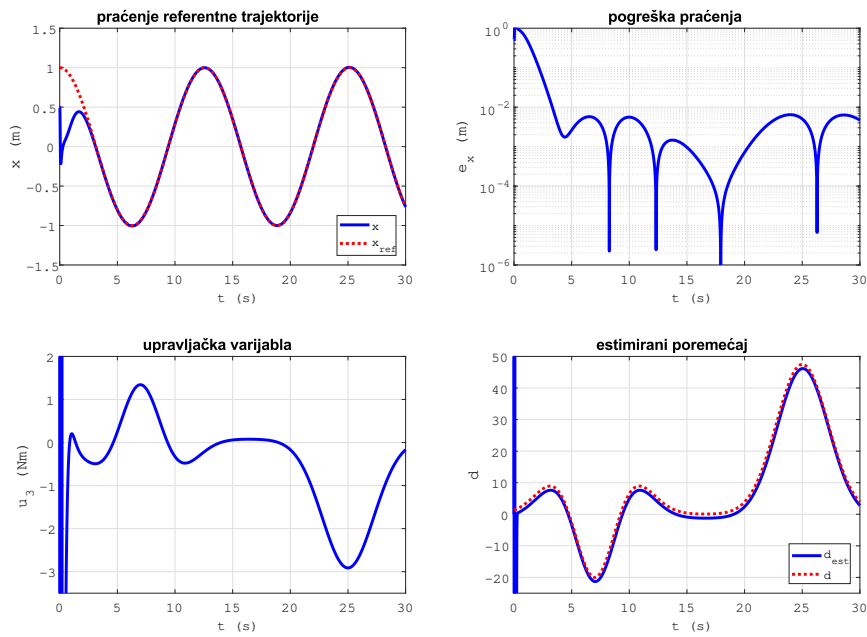 praćenje referentne trajektorije
1.5
1
0.5
0
-0.5
-1
-1.5
x (m)
0 5 10 15 20 25 30
t (s)
x
x_ref
pogreška praćenja
10^0
10^-2
10^-4
10^-6
e_x (m)
0 5 10 15 20 25 30
t (s)
upravljačka varijabla
2
1
0
-1
-2
-3
u_3 (Nm)
0 5 10 15 20 25 30
t (s)
estimirani poremećaj
50
40
30
20
10
0
-10
-20
d
0 5 10 15 20 25 30
t (s)
d_est
d